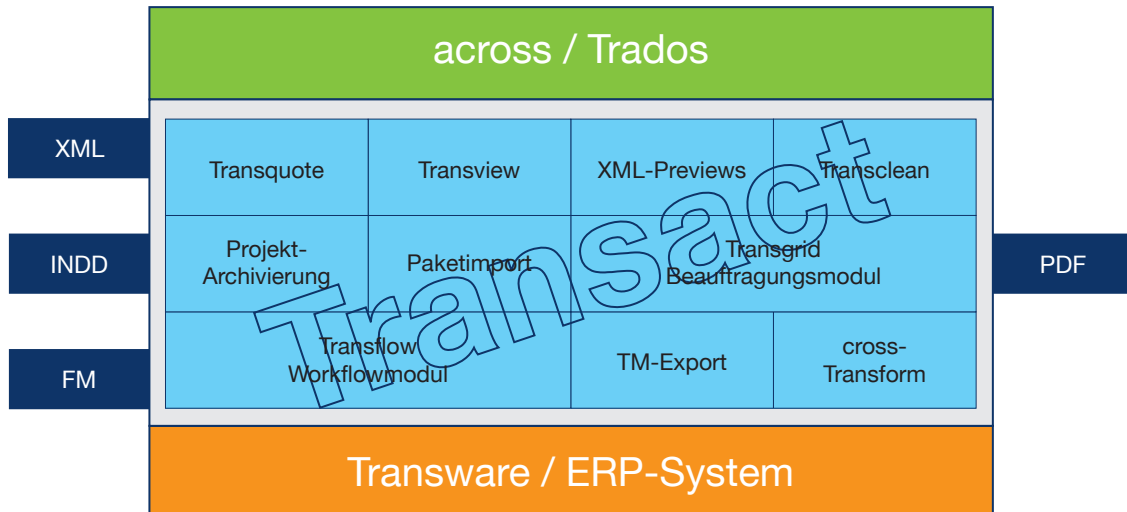 across / Trados
XML
INDD
FM
Transquote
Transview
XML-Previews
Transclean
Projekt-
Archivierung
Paketimport
Transgrid
Beauftragungsmodul
Transflow
Workflowmodul
TM-Export
cross-
Transform
Transact
PDF
Transware / ERP-System